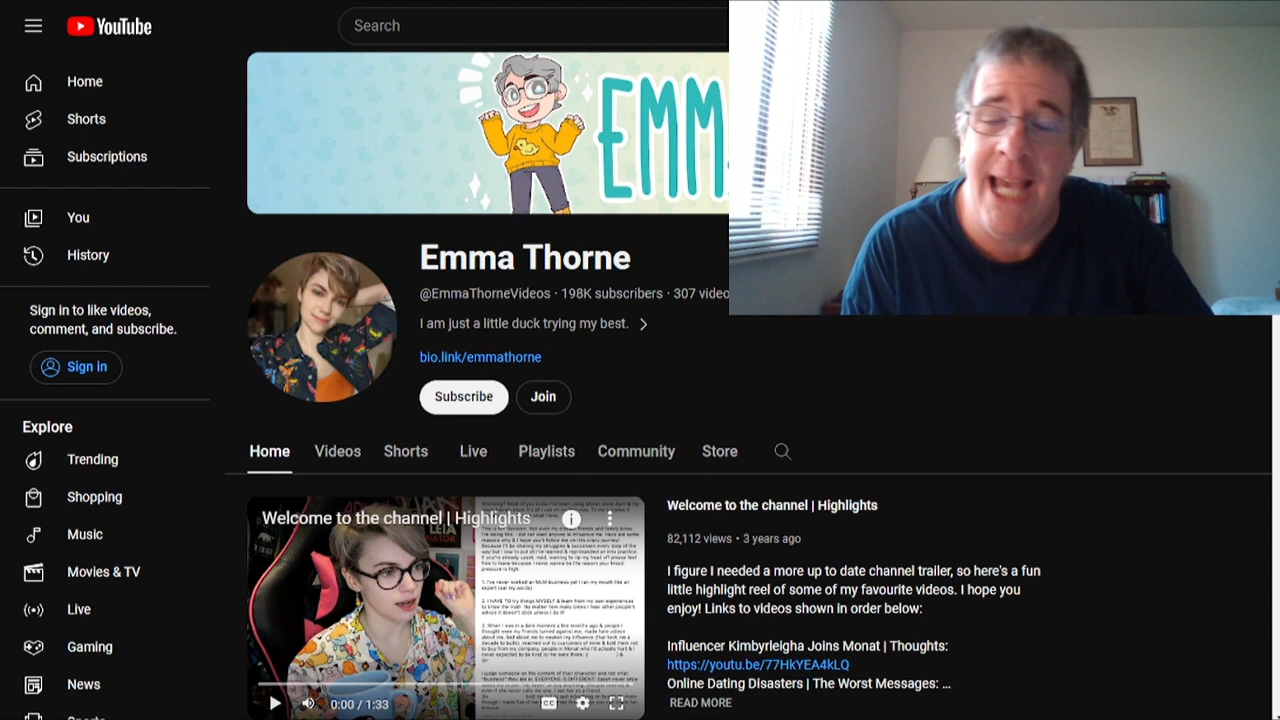 YouTube
Search
Home
Shorts
Subscriptions
You
History
Sign in to like videos,
comment, and subscribe.
Sign in
Explore
Trending
Shopping
Music
Movies & TV
Live
Gaming
News
EMM
Emma Thorne
@EmmaThorneVideos · 198K subscribers · 307
I am just a little duck trying my best.
bio.link/emmathorne
Subscribe
Join
Home Videos Shorts Live Playlists Community Store
Welcome to the channel | Highlights
0:00 / 1:33
CC
Welcome to the channel | Highlights
82,112 views • 3 years ago
I figure I needed a more up to date channel trailer, so here's a fun
little highlight reel of some of my favourite videos. I hope you
enjoy! Links to videos shown in order below:
Influencer Kimbyrleigha Joins Monat | Thoughts:
https://youtu.be/77HkYEA4kLQ
Online Dating Disasters | The Worst Messages: ...
READ MORE